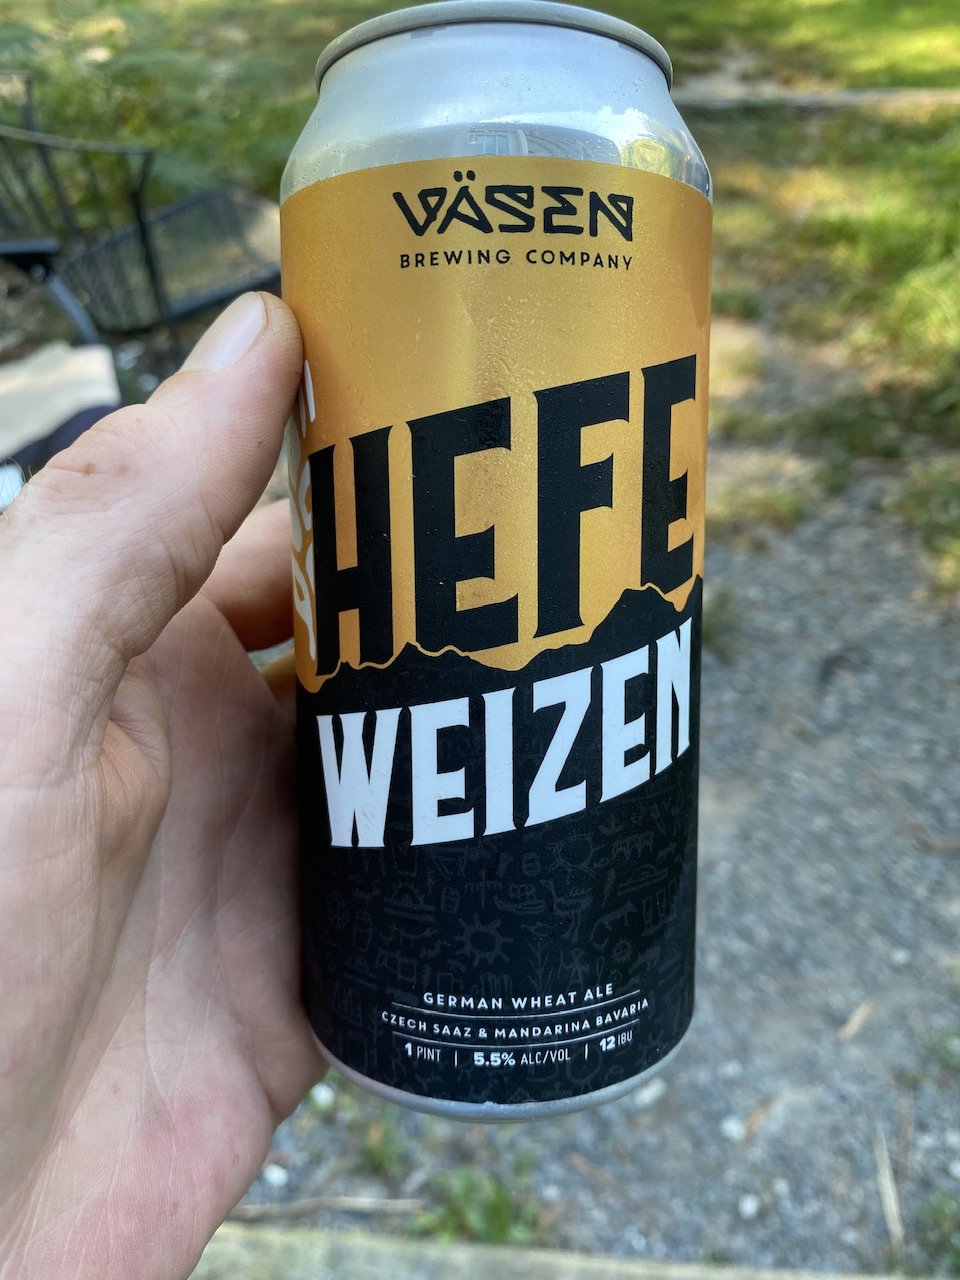 VÄSEN
BREWING COMPANY
HEFE
WEIZEN
GERMAN WHEAT ALE
CZECH SAAZ & MANDARINA BAVARIA
1 PINT | 5.5% ALC/VOL | 12 IBU